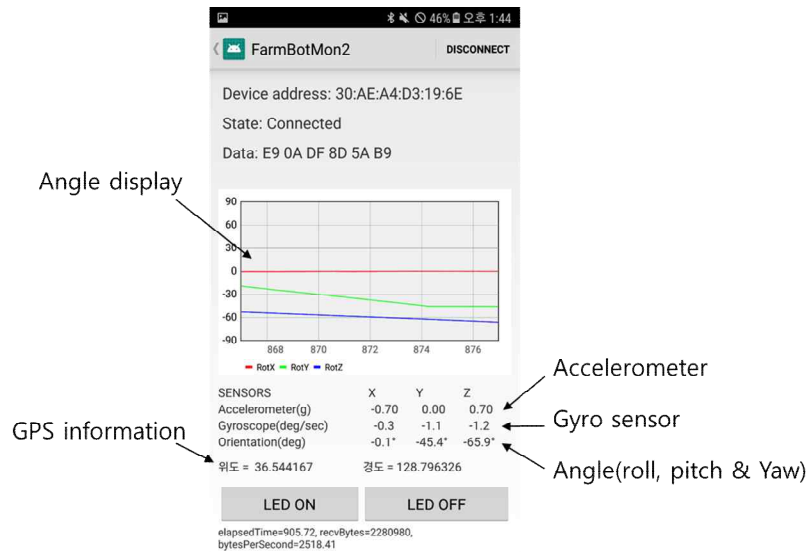 46% 오후 1:44
FarmBotMon2 DISCONNECT
Device address: 30:AE:A4:D3:19:6E
State: Connected
Data: E9 0A DF 8D 5A B9
Angle display
90
60
30
0
-30
-60
-90
868 870 872 874 876
RotX RotY RotZ
Accelerometer
SENSORS X Y Z
Accelerometer(g) -0.70 0.00 0.70
Gyro sensor
Gyroscope(deg/sec) -0.3 -1.1 -1.2
GPS information
Orientation(deg) -0.1° -45.4° -65.9°
Angle(roll, pitch & Yaw)
위도 = 36.544167 경도 = 128.796326
LED ON LED OFF
elapsedTime=905.72, recvBytes=2280980,
bytesPerSecond=2518.41